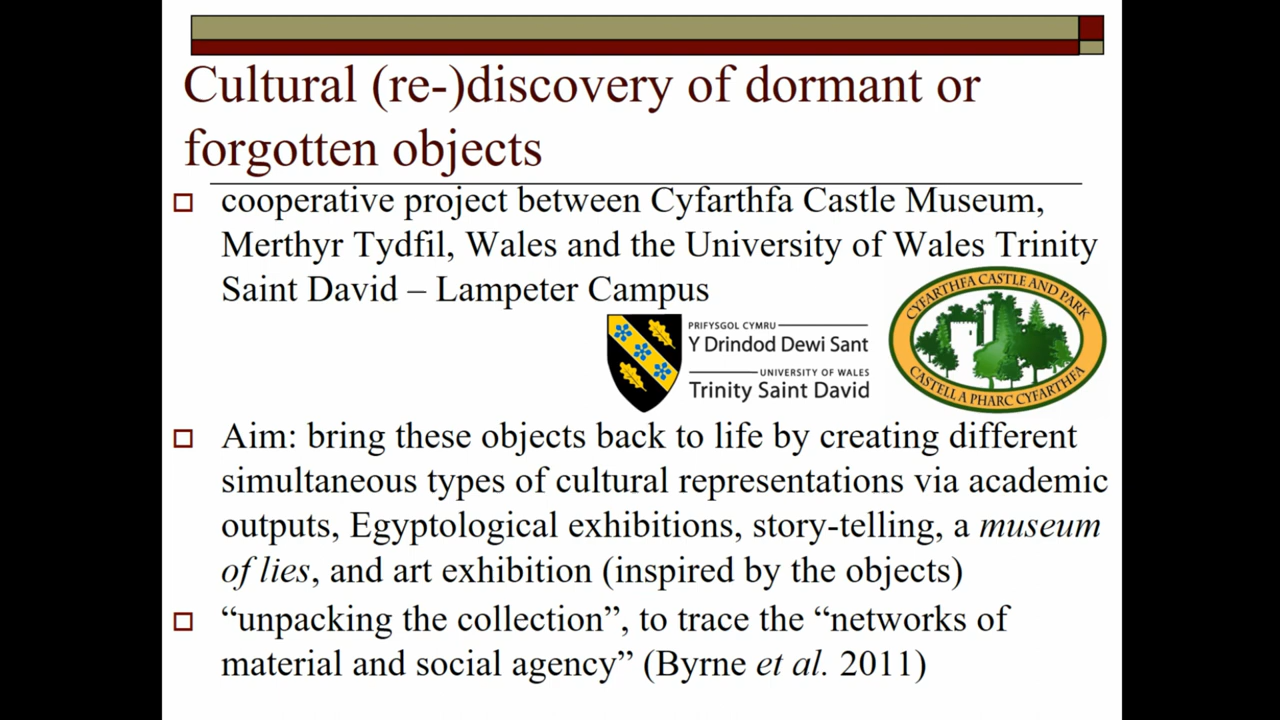 Cultural (re-)discovery of dormant or
forgotten objects
cooperative project between Cyfarthfa Castle Museum,
Merthyr Tydfil, Wales and the University of Wales Trinity
Saint David – Lampeter Campus
PRIFYSGOL CYMRU
Y Drindod Dewi Sant
UNIVERSITY OF WALES
Trinity Saint David
CYFARTHFA CASTLE AND PARK
CASTELL A PHARC CYFARTHFA
Aim: bring these objects back to life by creating different
simultaneous types of cultural representations via academic
outputs, Egyptological exhibitions, story-telling, a museum
of lies, and art exhibition (inspired by the objects)
“unpacking the collection”, to trace the “networks of
material and social agency” (Byrne et al. 2011)